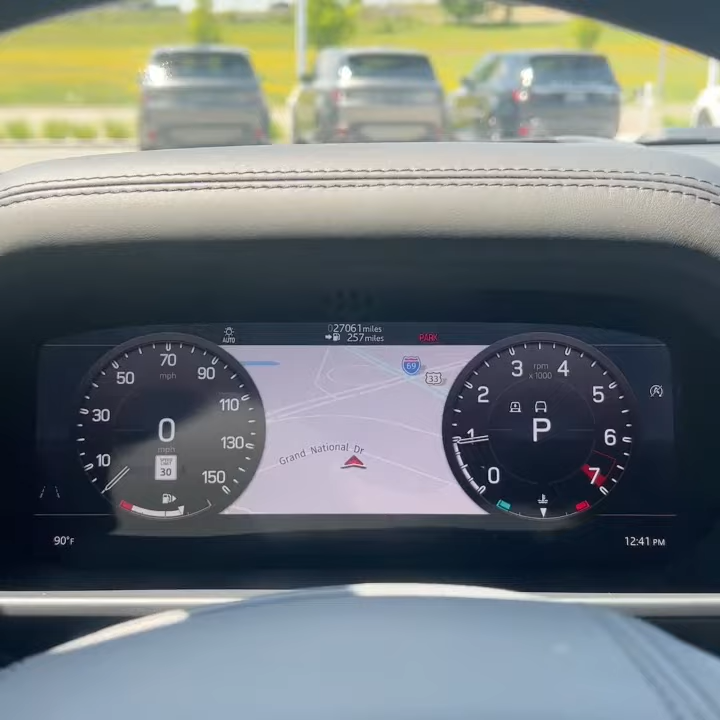 027061 miles
257 miles
PARK
AUTO
10 30 50 70 90 110 130 150
mph
0
mph
SPEED LIMIT
30
69
33
Grand National Dr
0 1 2 3 4 5 6 7
rpm
x1000
P
90°F
12:41 PM